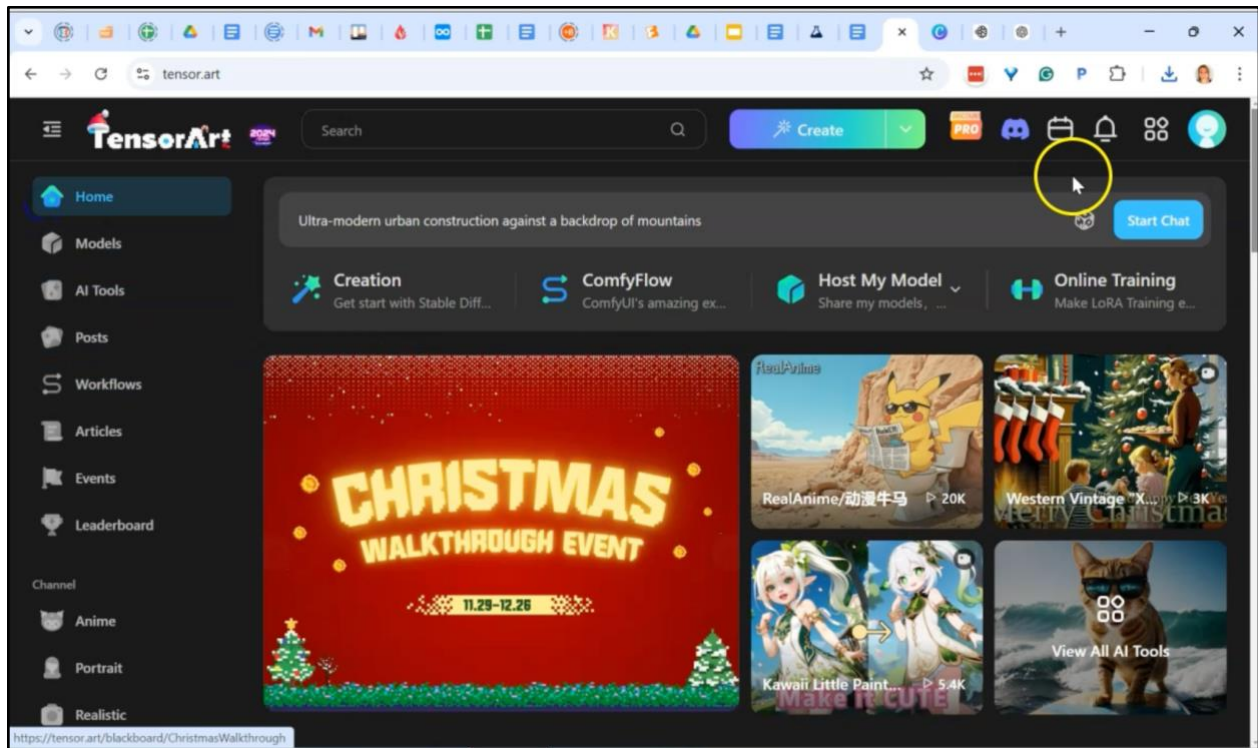 tensor.art
TensorArt
2024
Search
Create
PRO
Home
Models
AI Tools
Posts
Workflows
Articles
Events
Leaderboard
Channel
Anime
Portrait
Realistic
Ultra-modern urban construction against a backdrop of mountains
Start Chat
Creation
Get start with Stable Diff...
ComfyFlow
ComfyUI's amazing ex...
Host My Model
Share my models, ...
Online Training
Make LoRA Training e...
CHRISTMAS
WALKTHROUGH EVENT
11.29-12.26
RealAnime
RealAnime/动漫牛马 20K
Western Vintage "X... 3K
Merry Christma
Kawaii Little Paint... 5.4K
Make it CUTE
View All AI Tools
https://tensor.art/blackboard/ChristmasWalkthrough